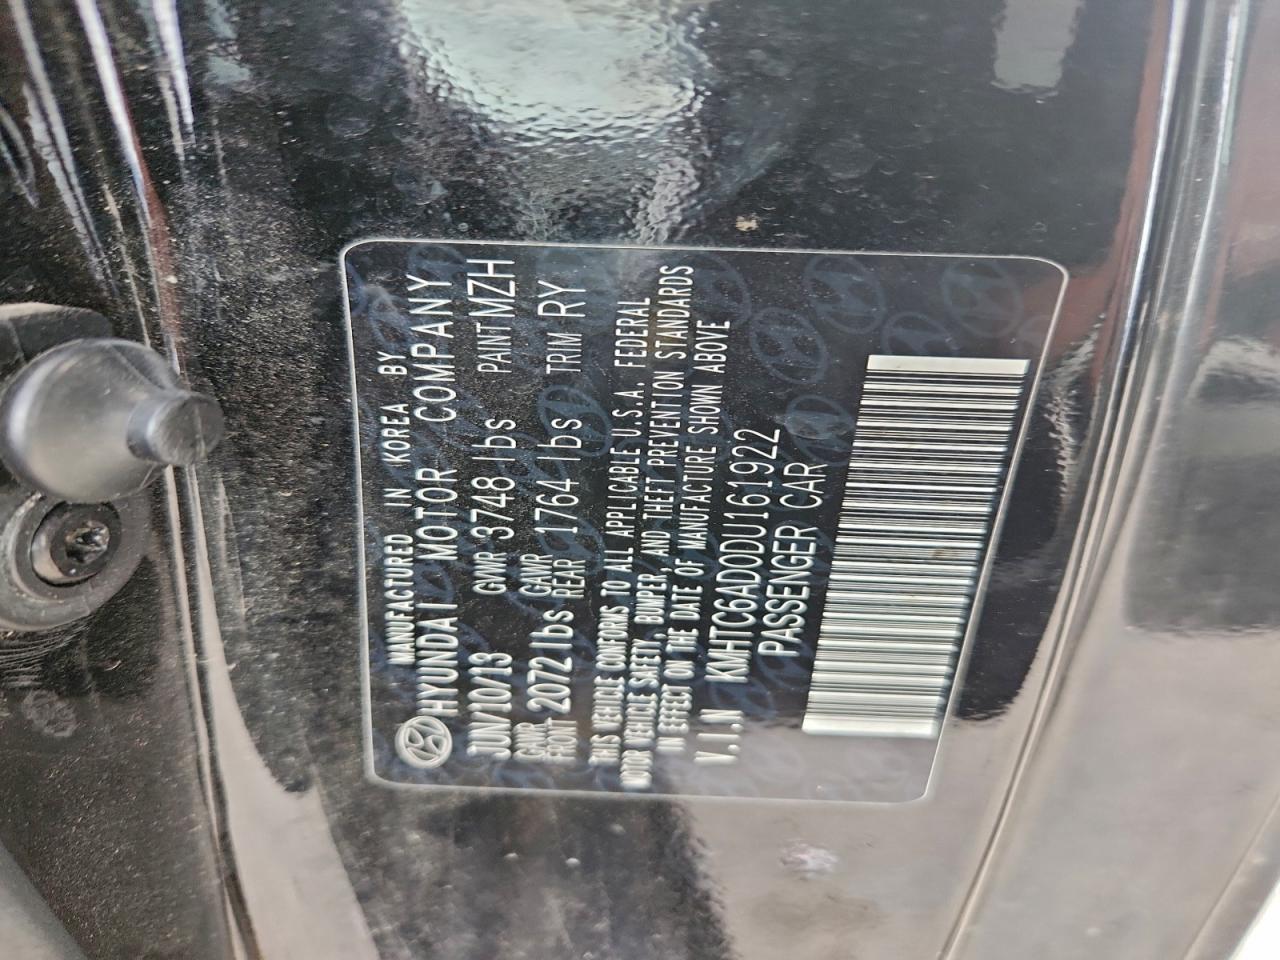 MANUFACTURED IN KOREA BY
HYUNDAI MOTOR COMPANY
JUN/10/13 GVWR 3748 lbs PAINT MZH
GAWR FRONT 2072 lbs GAWR REAR 1764 lbs TRIM RY
THIS VEHICLE CONFORMS TO ALL APPLICABLE U.S.A. FEDERAL
MOTOR VEHICLE SAFETY, BUMPER, AND THEFT PREVENTION STANDARDS
IN EFFECT ON THE DATE OF MANUFACTURE SHOWN ABOVE
V.I.N KMHTC6AD0DU161922
PASSENGER CAR